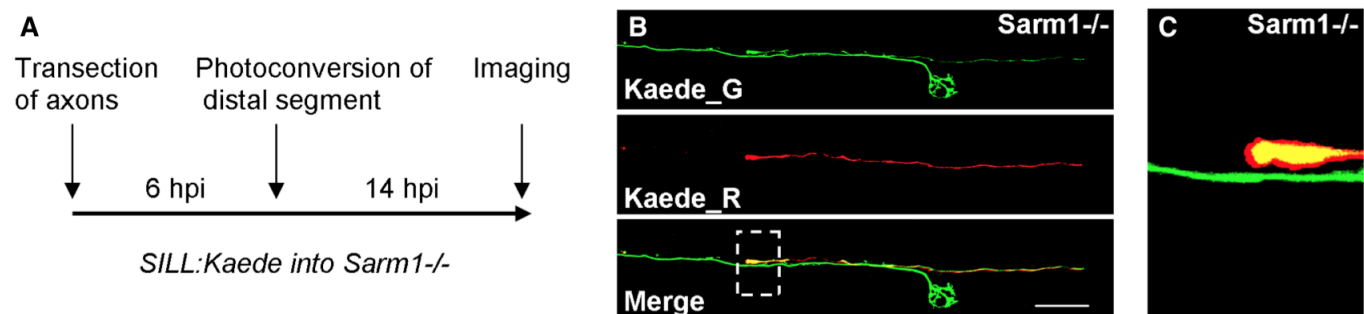 A
Transection of axons
Photoconversion of distal segment
Imaging
6 hpi
14 hpi
SILL:Kaede into Sarm1-/-
B
Sarm1-/-
Kaede_G
Kaede_R
Merge
C
Sarm1-/-